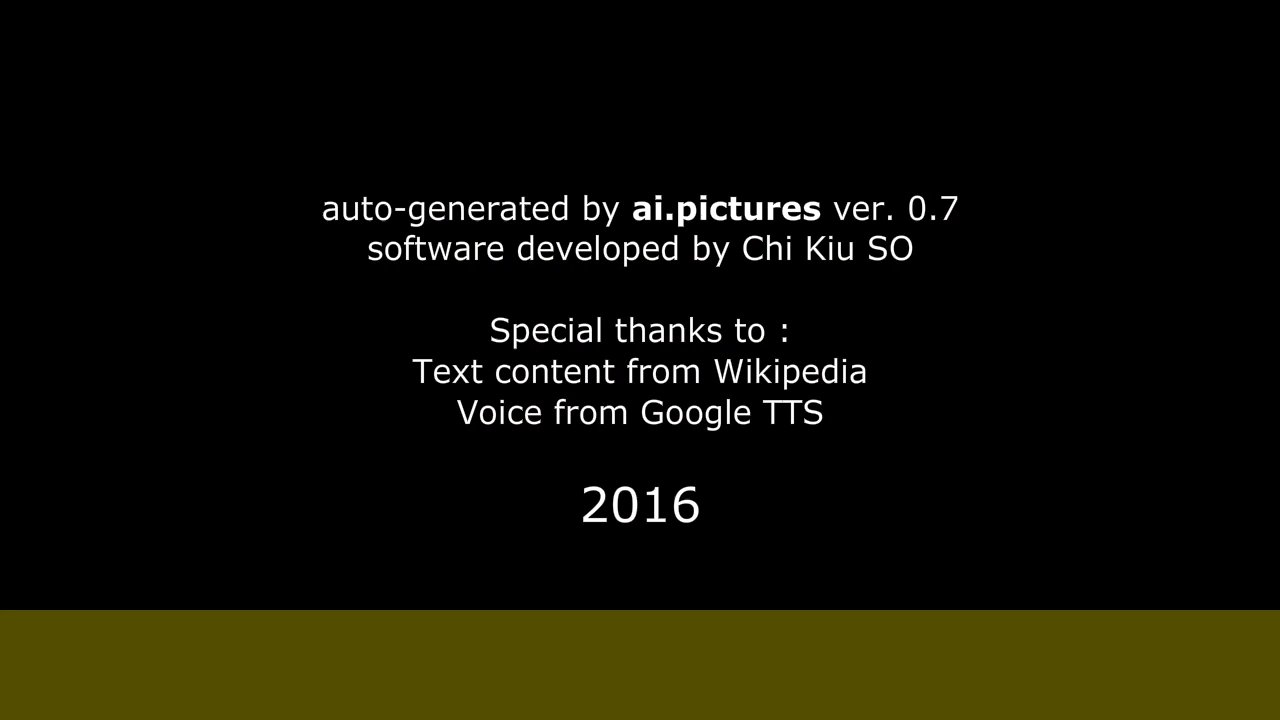 auto-generated by ai.pictures ver. 0.7
software developed by Chi Kiu SO
Special thanks to :
Text content from Wikipedia
Voice from Google TTS
2016